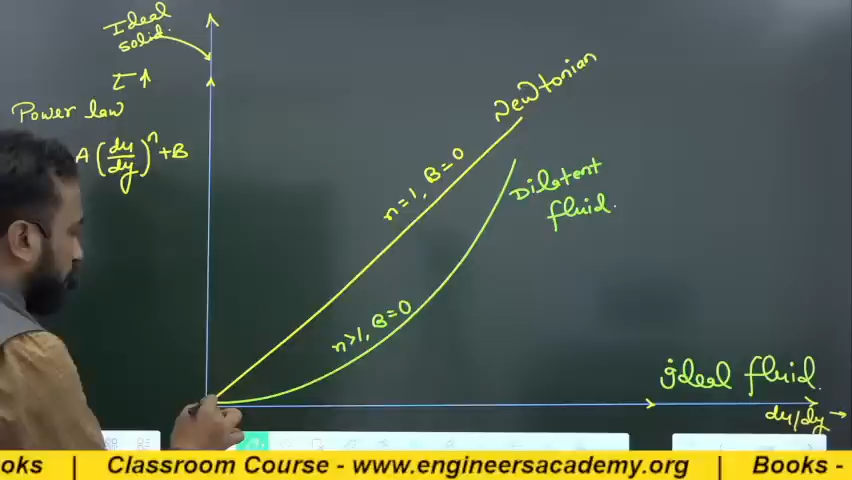 Ideal
solid.
τ↑
Power law
A(du/dy)^n+B
Newtonian
n=1, B=0
Dilatent
fluid.
n>1, B=0
ideal fluid.
du/dy→
oks | Classroom Course - www.engineersacademy.org | Books -